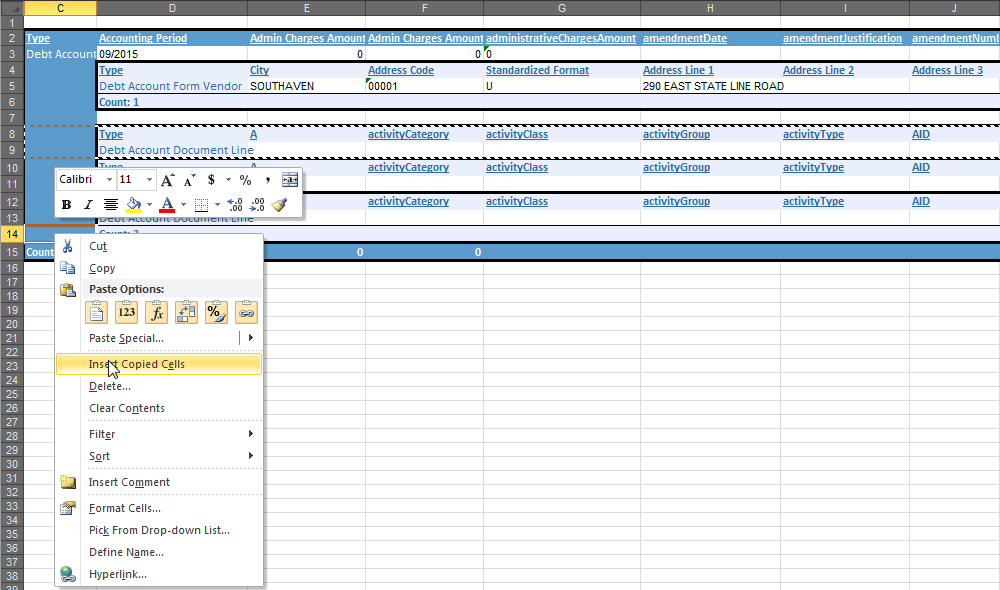 C D E F G H I J
1
2 Type Accounting Period Admin Charges Amount Admin Charges Amount administrativeChargesAmount amendmentDate amendmentJustification amendmentNum
3 Debt Account 09/2015 0 0 0
4 Type City Address Code Standardized Format Address Line 1 Address Line 2 Address Line 3
5 Debt Account Form Vendor SOUTHAVEN 00001 U 290 EAST STATE LINE ROAD
6 Count: 1
7
8 Type A activityCategory activityClass activityGroup activityType AID
9 Debt Account Document Line
10 Type A activityCategory activityClass activityGroup activityType AID
11 Calibri 11 A A $ % ,
12 activityCategory activityClass activityGroup activityType AID
B I A .00 .0
13 Debt Account Document Line
14
15 Count 0 0
16
17
18
19
20
21
22
23
24
25
26
27
28
29
30
31
32
33
34
35
36
37
38
39
Cut
Copy
Paste Options:
123 fx %
Paste Special...
Insert Copied Cells
Delete...
Clear Contents
Filter
Sort
Insert Comment
Format Cells...
Pick From Drop-down List...
Define Name...
Hyperlink...